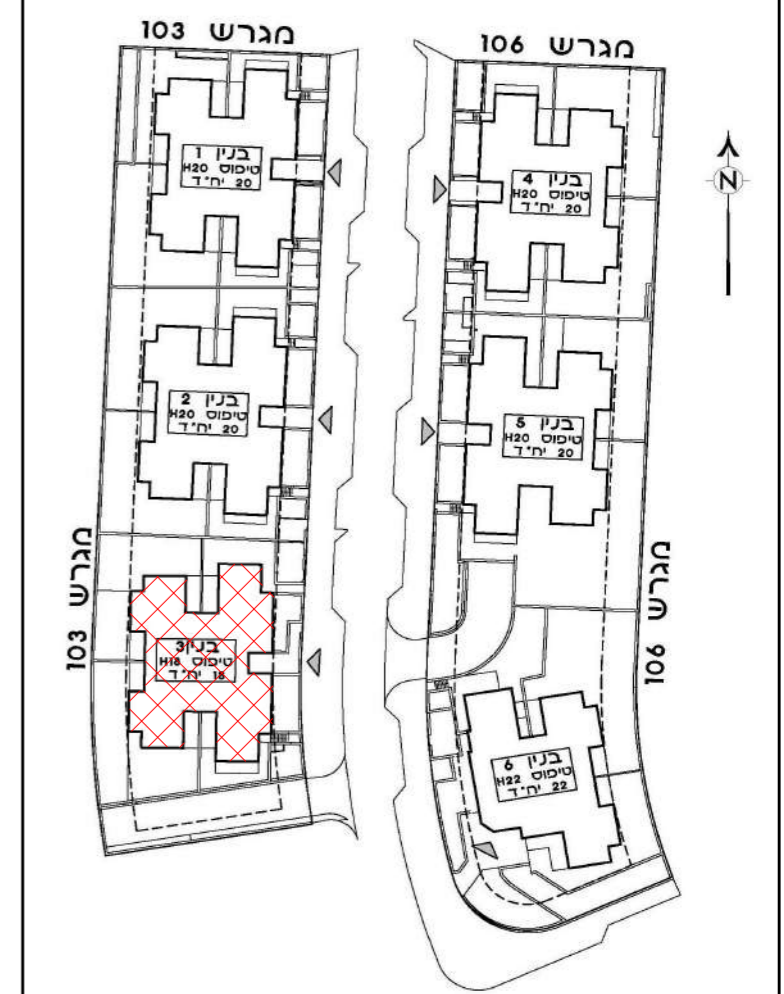 מגרש 103
מגרש 106
N
בנין 1
טיפוס H20
20 יח"ד
בנין 4
טיפוס H20
20 יח"ד
בנין 2
טיפוס H20
20 יח"ד
בנין 5
טיפוס H20
20 יח"ד
מגרש 103
מגרש 106
בנין 3
טיפוס H18
18 יח"ד
בנין 6
טיפוס H22
22 יח"ד